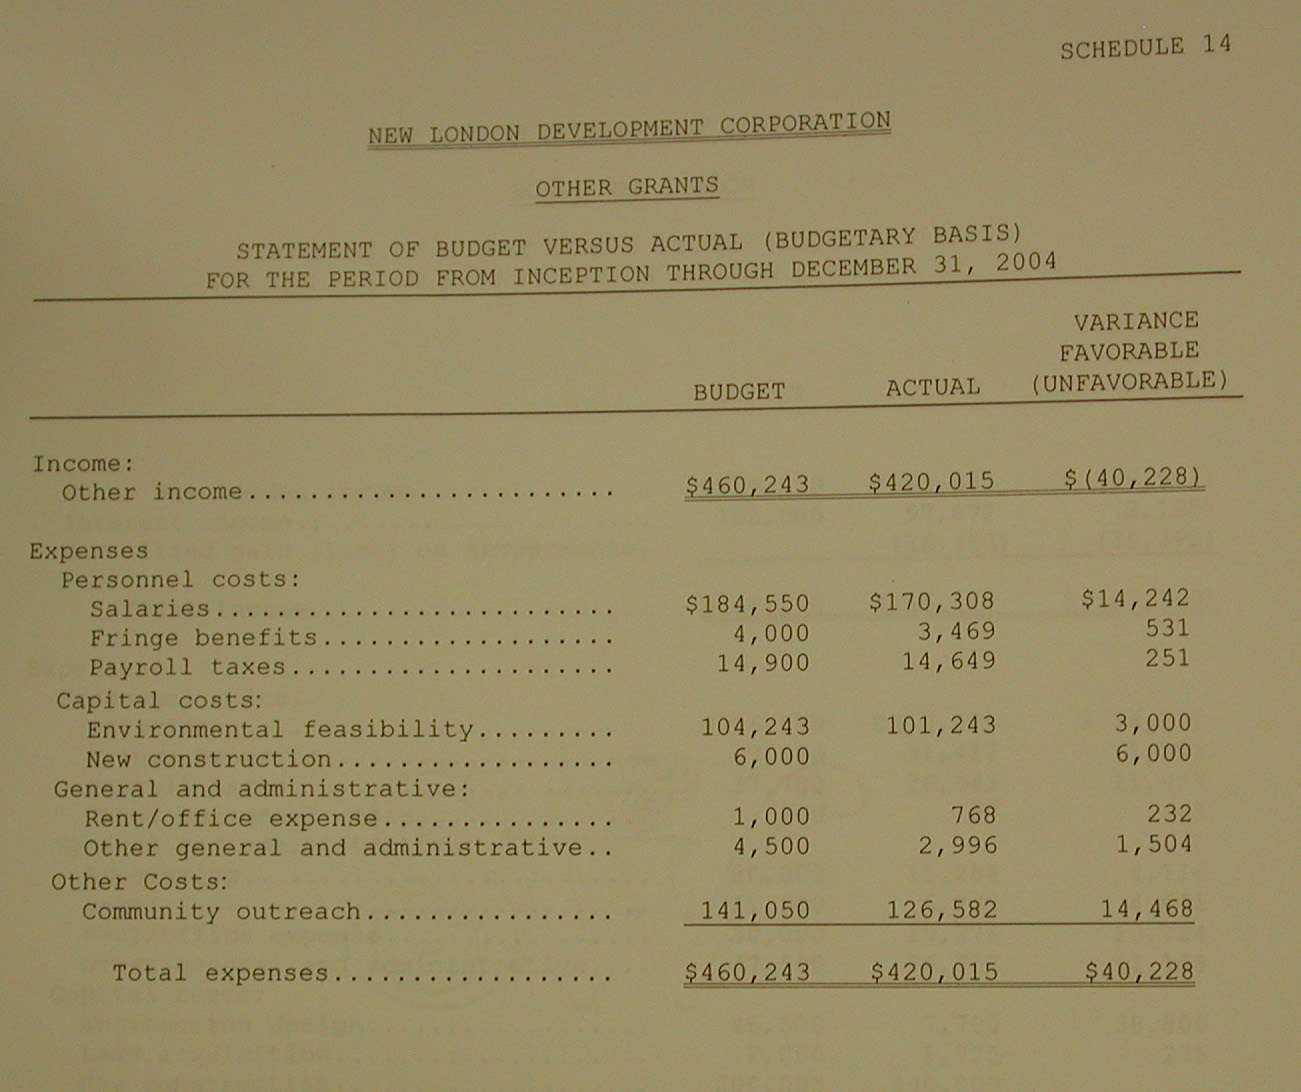 SCHEDULE 14
NEW LONDON DEVELOPMENT CORPORATION
OTHER GRANTS
STATEMENT OF BUDGET VERSUS ACTUAL (BUDGETARY BASIS)
FOR THE PERIOD FROM INCEPTION THROUGH DECEMBER 31, 2004
VARIANCE
FAVORABLE
BUDGET ACTUAL (UNFAVORABLE)
Income:
Other income........................ $460,243 $420,015 $(40,228)
Expenses
Personnel costs:
Salaries.......................... $184,550 $170,308 $14,242
Fringe benefits................... 4,000 3,469 531
Payroll taxes..................... 14,900 14,649 251
Capital costs:
Environmental feasibility......... 104,243 101,243 3,000
New construction.................. 6,000 6,000
General and administrative:
Rent/office expense............... 1,000 768 232
Other general and administrative.. 4,500 2,996 1,504
Other Costs:
Community outreach................ 141,050 126,582 14,468
Total expenses.................. $460,243 $420,015 $40,228